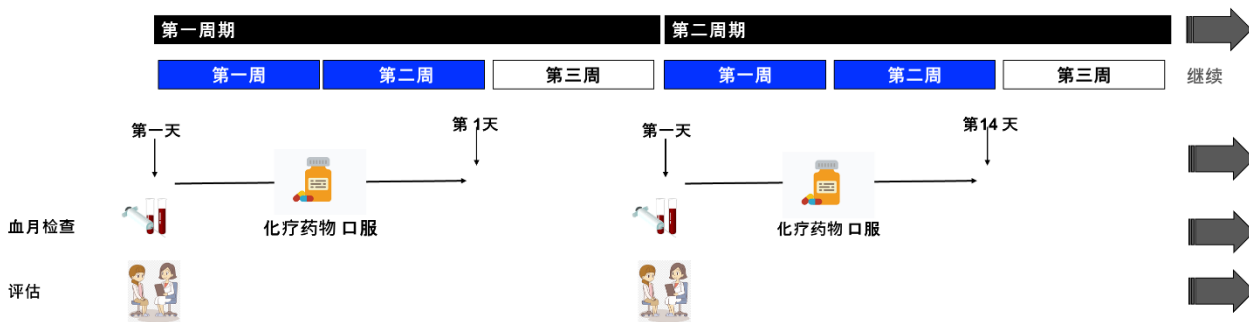 第一周期 第二周期
第一周 第二周 第三周 第一周 第二周 第三周 继续
第一天 第 1天 第一天 第14 天
血月检查 化疗药物 口服 化疗药物 口服
评估